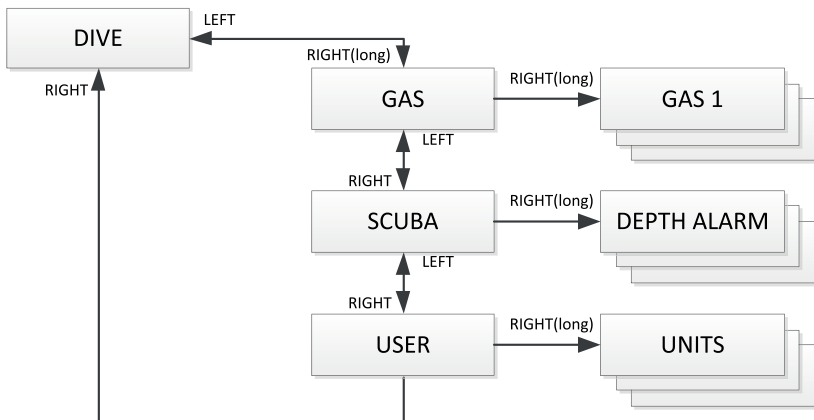 LEFT
DIVE
RIGHT(long)
RIGHT
GAS
RIGHT(long)
GAS 1
LEFT
RIGHT
SCUBA
RIGHT(long)
DEPTH ALARM
LEFT
RIGHT
USER
RIGHT(long)
UNITS